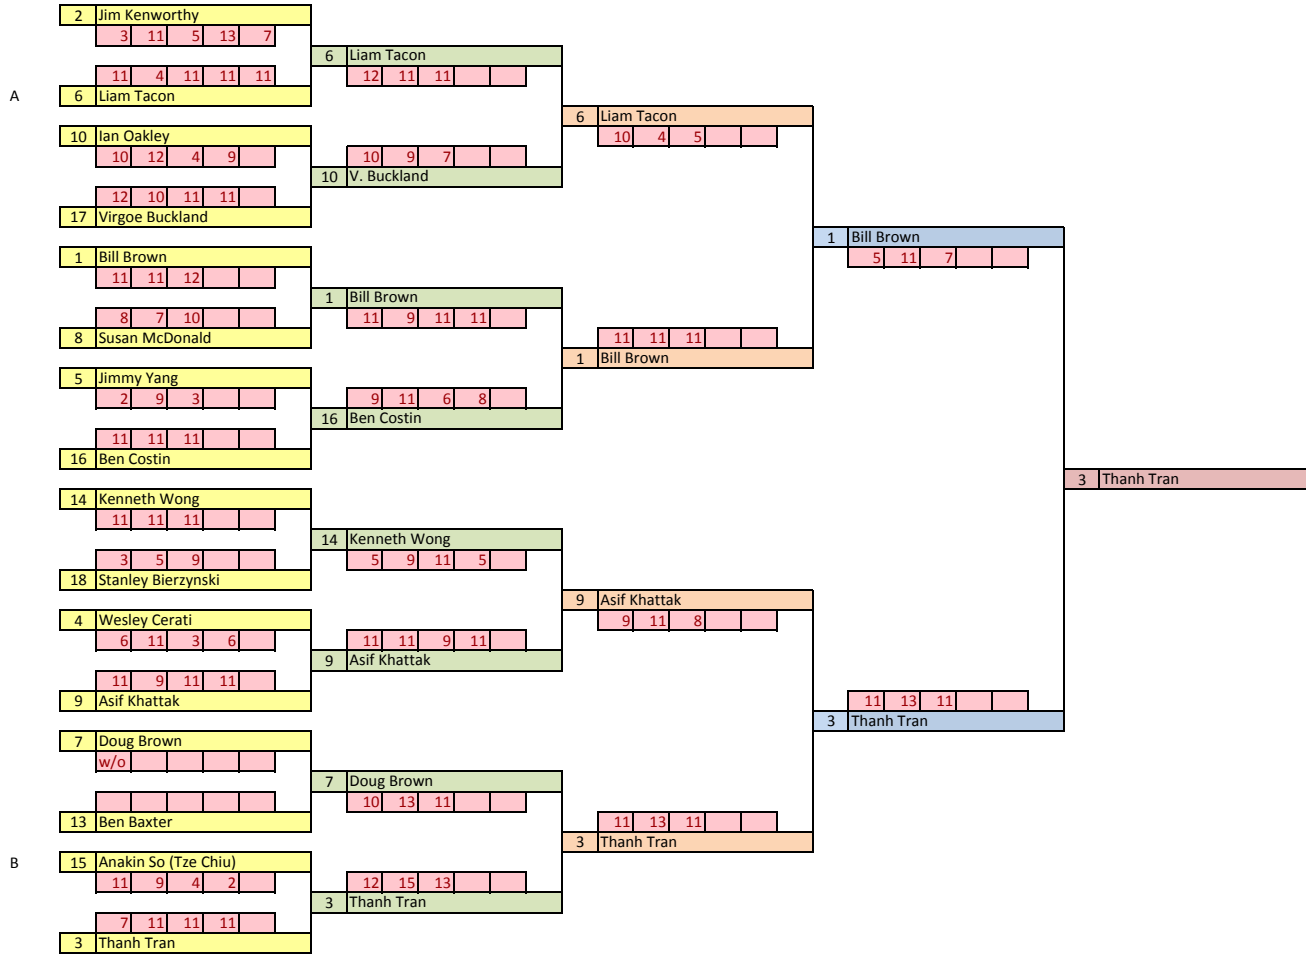 2 Jim Kenworthy
3 11 5 13 7
6 Liam Tacon
11 4 11 11 11
12 11 11
A 6 Liam Tacon
6 Liam Tacon
10 Ian Oakley
10 4 5
10 12 4 9
10 9 7
10 V. Buckland
12 10 11 11
17 Virgoe Buckland
1 Bill Brown
1 Bill Brown
5 11 7
11 11 12
1 Bill Brown
8 7 10
11 9 11 11
11 11 11
8 Susan McDonald
1 Bill Brown
5 Jimmy Yang
2 9 3
9 11 6 8
16 Ben Costin
11 11 11
16 Ben Costin
3 Thanh Tran
14 Kenneth Wong
11 11 11
14 Kenneth Wong
3 5 9
5 9 11 5
18 Stanley Bierzynski
9 Asif Khattak
4 Wesley Cerati
9 11 8
6 11 3 6
11 11 9 11
9 Asif Khattak
11 9 11 11
9 Asif Khattak
11 13 11
3 Thanh Tran
7 Doug Brown
w/o
7 Doug Brown
10 13 11
13 Ben Baxter
11 13 11
3 Thanh Tran
B 15 Anakin So (Tze Chiu)
11 9 4 2
12 15 13
3 Thanh Tran
7 11 11 11
3 Thanh Tran